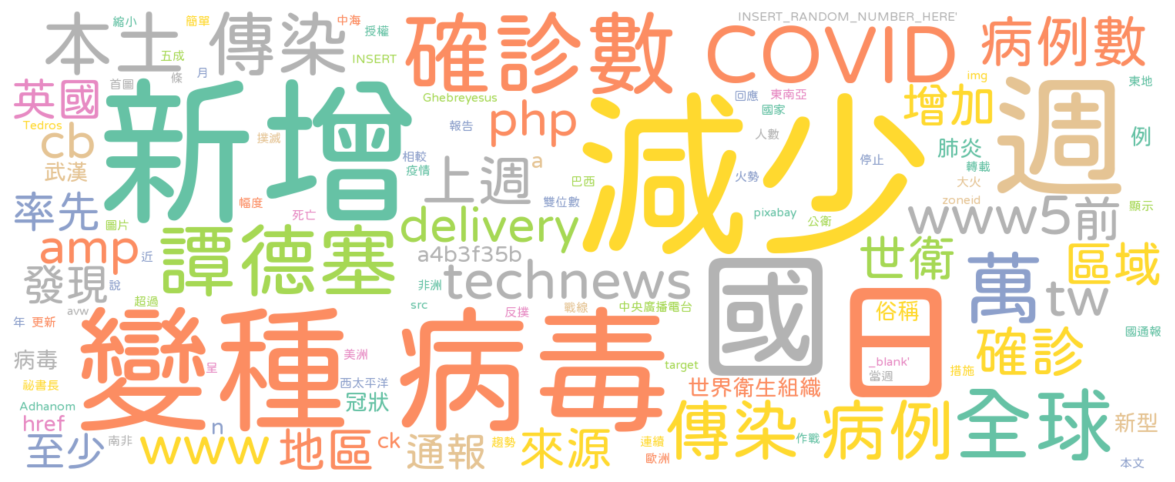 縮小
簡單
中海
授權
INSERT_RANDOM_NUMBER_HERE'
本土
傳染
確診數
COVID
病例數
五成
INSERT
首圖
條
月
英國
新增
Ghebreyesus
php
減少
回應
東南亞
國家
img
增加
週
東地
Tedros
cb
撲滅
報告
人數
例
武漢
相較
疫情
上週
a
巴西
火勢
停止
肺炎
轉載
大火
率先
圖片
幅度
死亡
delivery
雙位數
pixabay
公衛
zoneid
www
5
前
顯示
amp
近
譚德塞
a4b3f35b
世衛
區域
發現
說
technews
國
日
萬
tw
超過
非洲
src
avw
年
更新
變種
病毒
反撲
戰線
中央廣播電台
俗稱
國通報
病毒
呈
美洲
target
_blank'
當週
確診
措施
祕書長
西太平洋
世界衛生組織
Adhanom
冠狀
href
n
傳染
病例
全球
新型
至少
南非
www
地區
ck
通報
趨勢
來源
連續
歐洲
作戰
本文